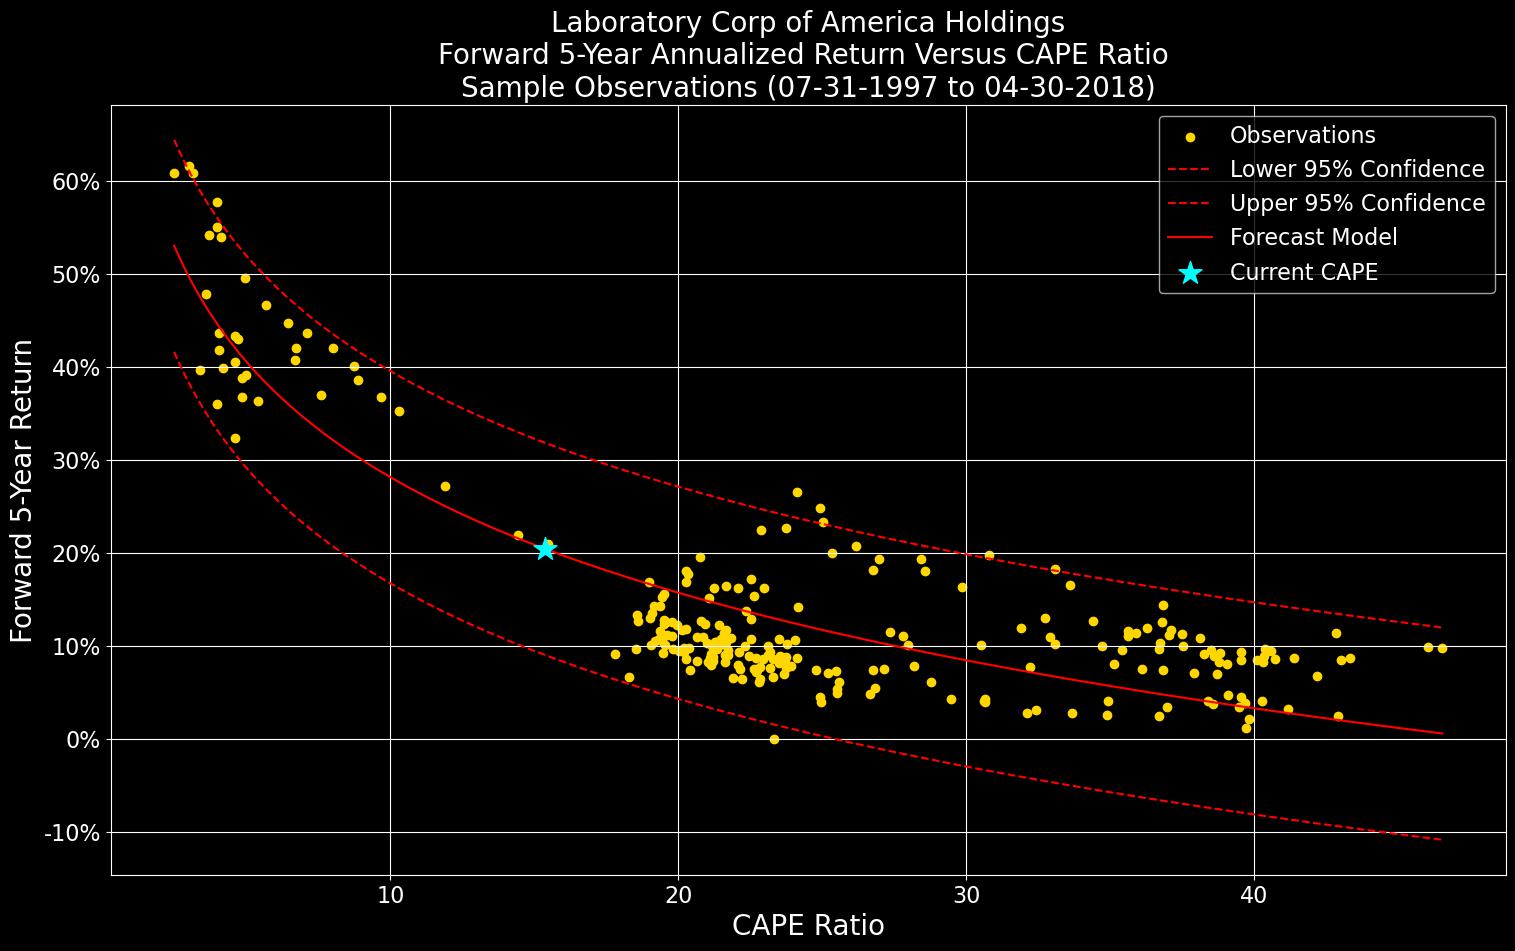 Laboratory Corp of America Holdings
Forward 5-Year Annualized Return Versus CAPE Ratio
Sample Observations (07-31-1997 to 04-30-2018)
Observations
Lower 95% Confidence
Upper 95% Confidence
Forecast Model
Current CAPE
Forward 5-Year Return
60%
50%
40%
30%
20%
10%
0%
-10%
10 20 30 40
CAPE Ratio